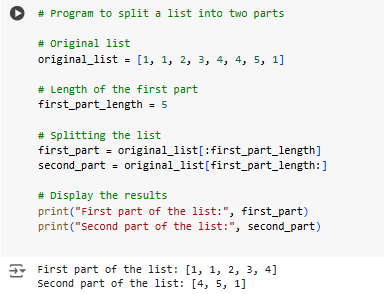 # Program to split a list into two parts
# Original list
original_list = [1, 1, 2, 3, 4, 4, 5, 1]
# Length of the first part
first_part_length = 5
# Splitting the list
first_part = original_list[:first_part_length]
second_part = original_list[first_part_length:]
# Display the results
print("First part of the list:", first_part)
print("Second part of the list:", second_part)
First part of the list: [1, 1, 2, 3, 4]
Second part of the list: [4, 5, 1]